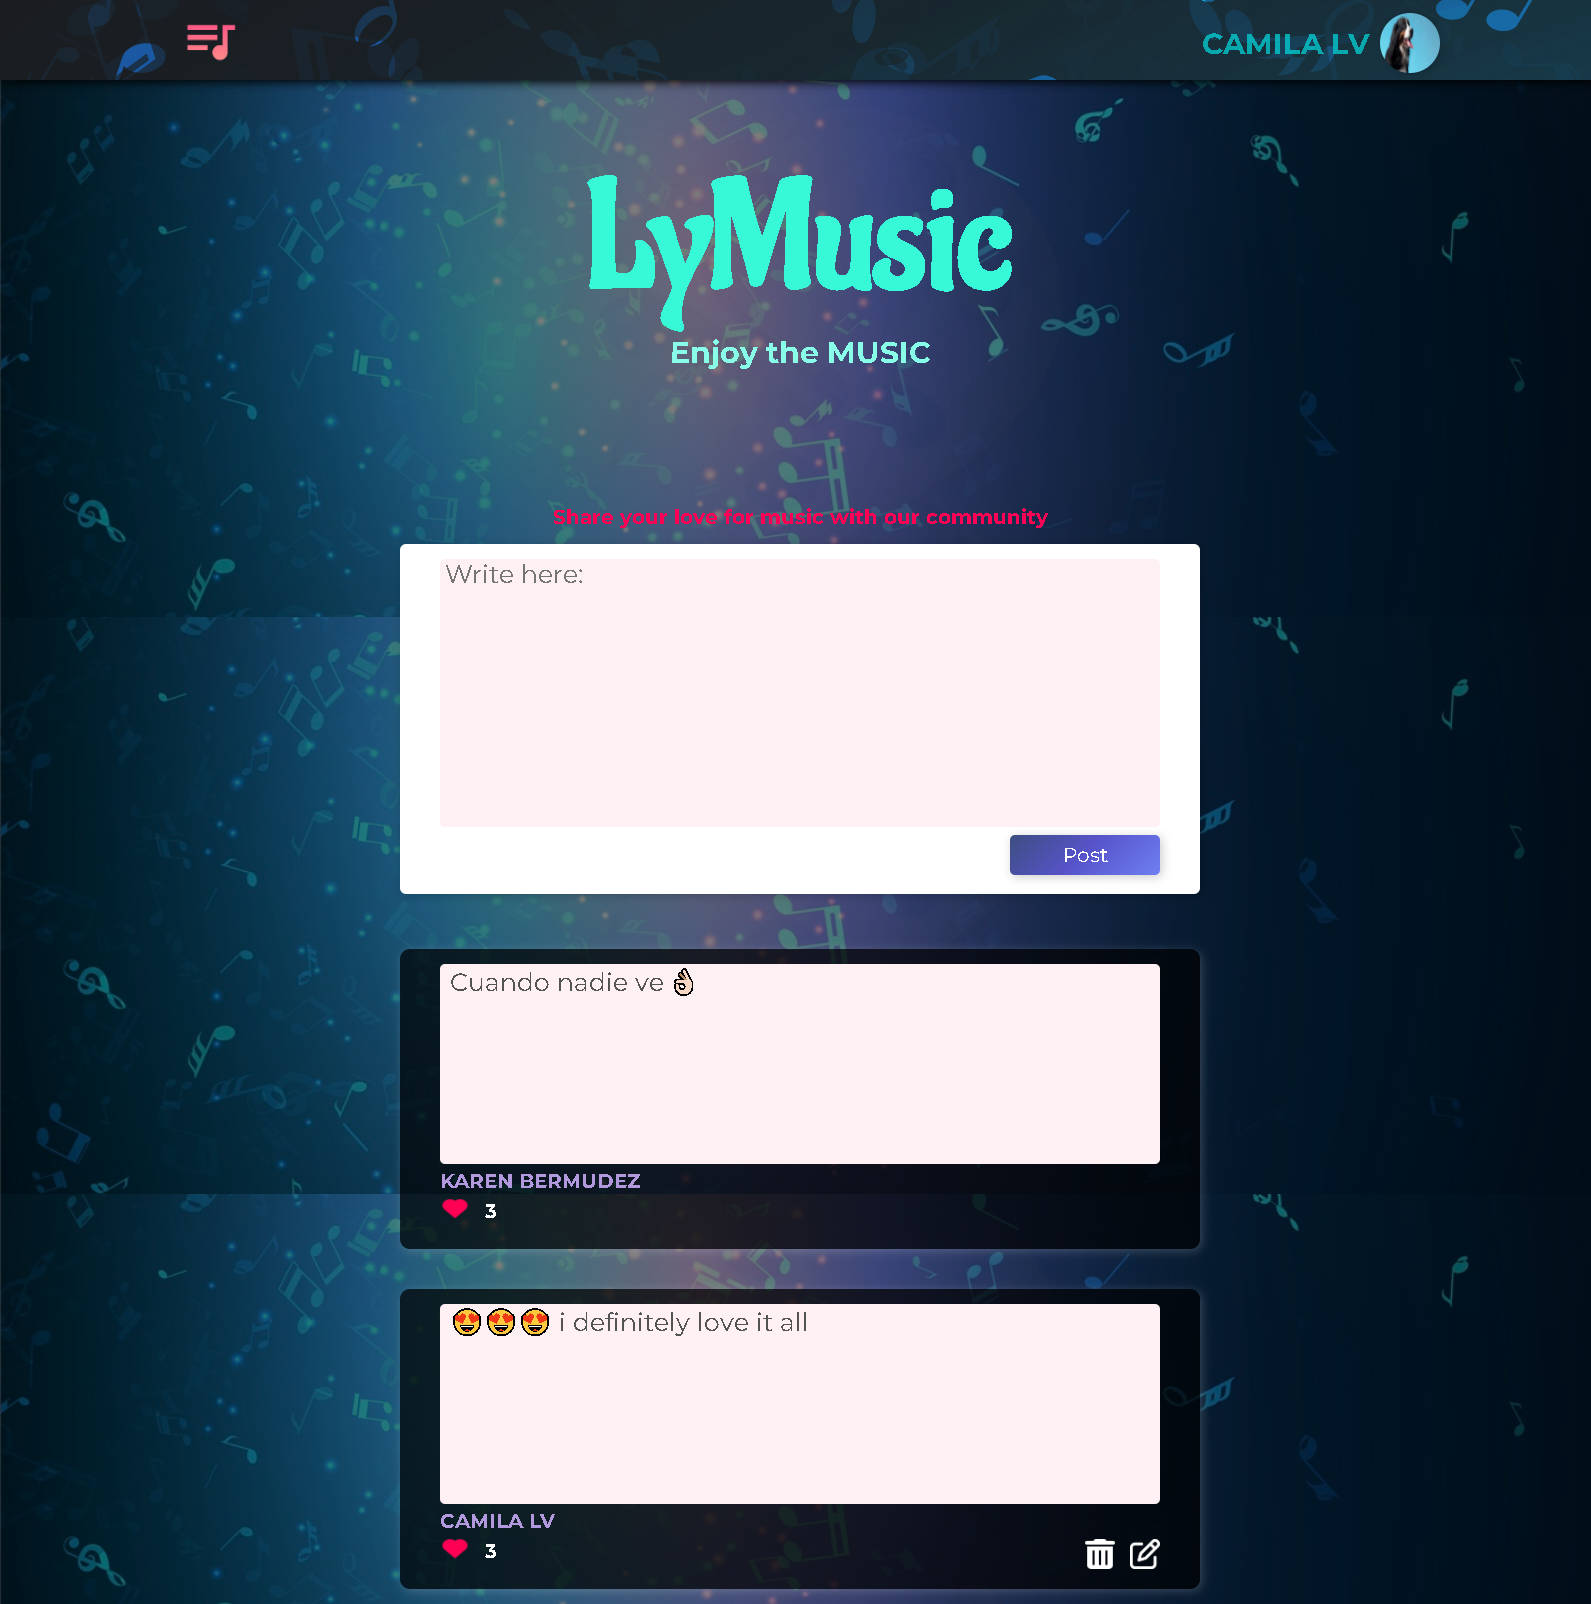 CAMILA LV
LyMusic
Enjoy the MUSIC
Share your love for music with our community
Write here:
Post
Cuando nadie ve 👌🏻
KAREN BERMUDEZ
3
😍😍😍 i definitely love it all
CAMILA LV
3